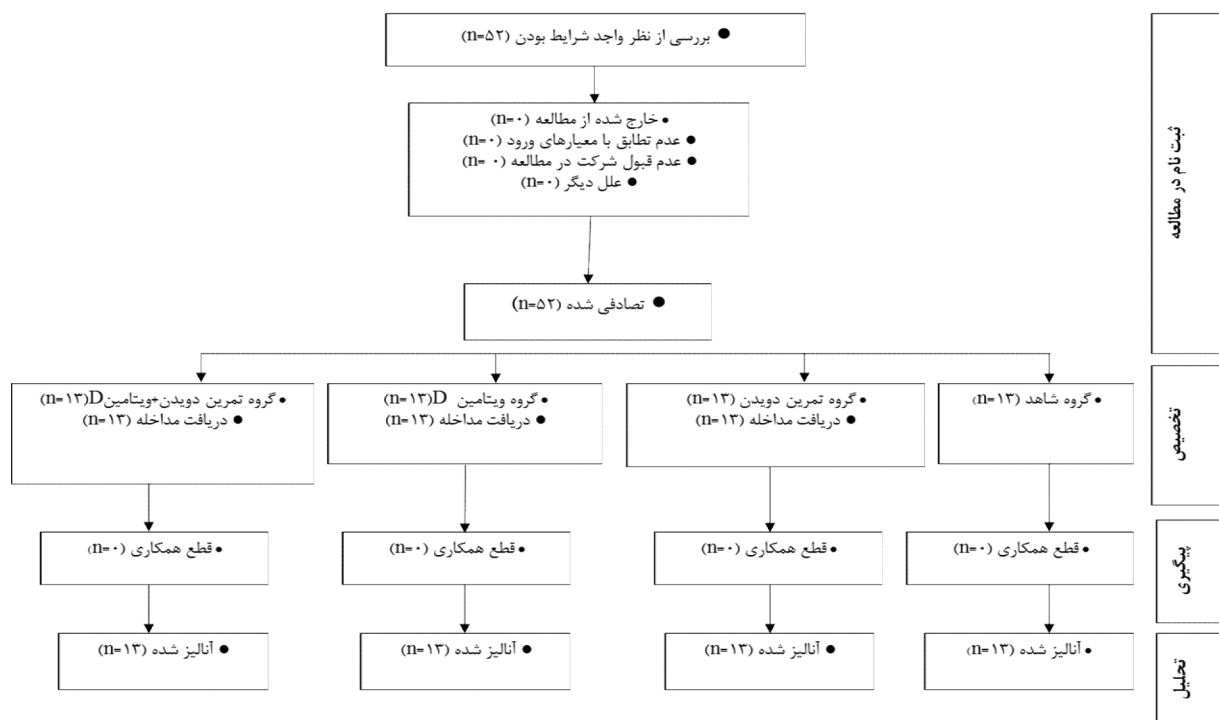 ● بررسی از نظر واجد شرایط بودن (n=۵۲)
• خارج شده از مطالعه (n=۰)
● عدم تطابق با معیارهای ورود (n=۰)
● عدم قبول شرکت در مطالعه (n= ۰)
● علل دیگر (n=۰)
● تصادفی شده (n=۵۲)
ثبت نام در مطالعه
• گروه شاهد (n=۱۳)
• گروه تمرین دویدن (n=۱۳)
● دریافت مداخله (n=۱۳)
• گروه ویتامین D(n=۱۳)
● دریافت مداخله (n=۱۳)
• گروه تمرین دویدن+ویتامینD(n=۱۳)
● دریافت مداخله (n=۱۳)
تخصیص
• قطع همکاری (n=۰)
• قطع همکاری (n=۰)
• قطع همکاری (n=۰)
• قطع همکاری (n=۰)
پیگیری
• آنالیز شده (n=۱۳)
● آنالیز شده (n=۱۳)
● آنالیز شده (n=۱۳)
● آنالیز شده (n=۱۳)
تحلیل